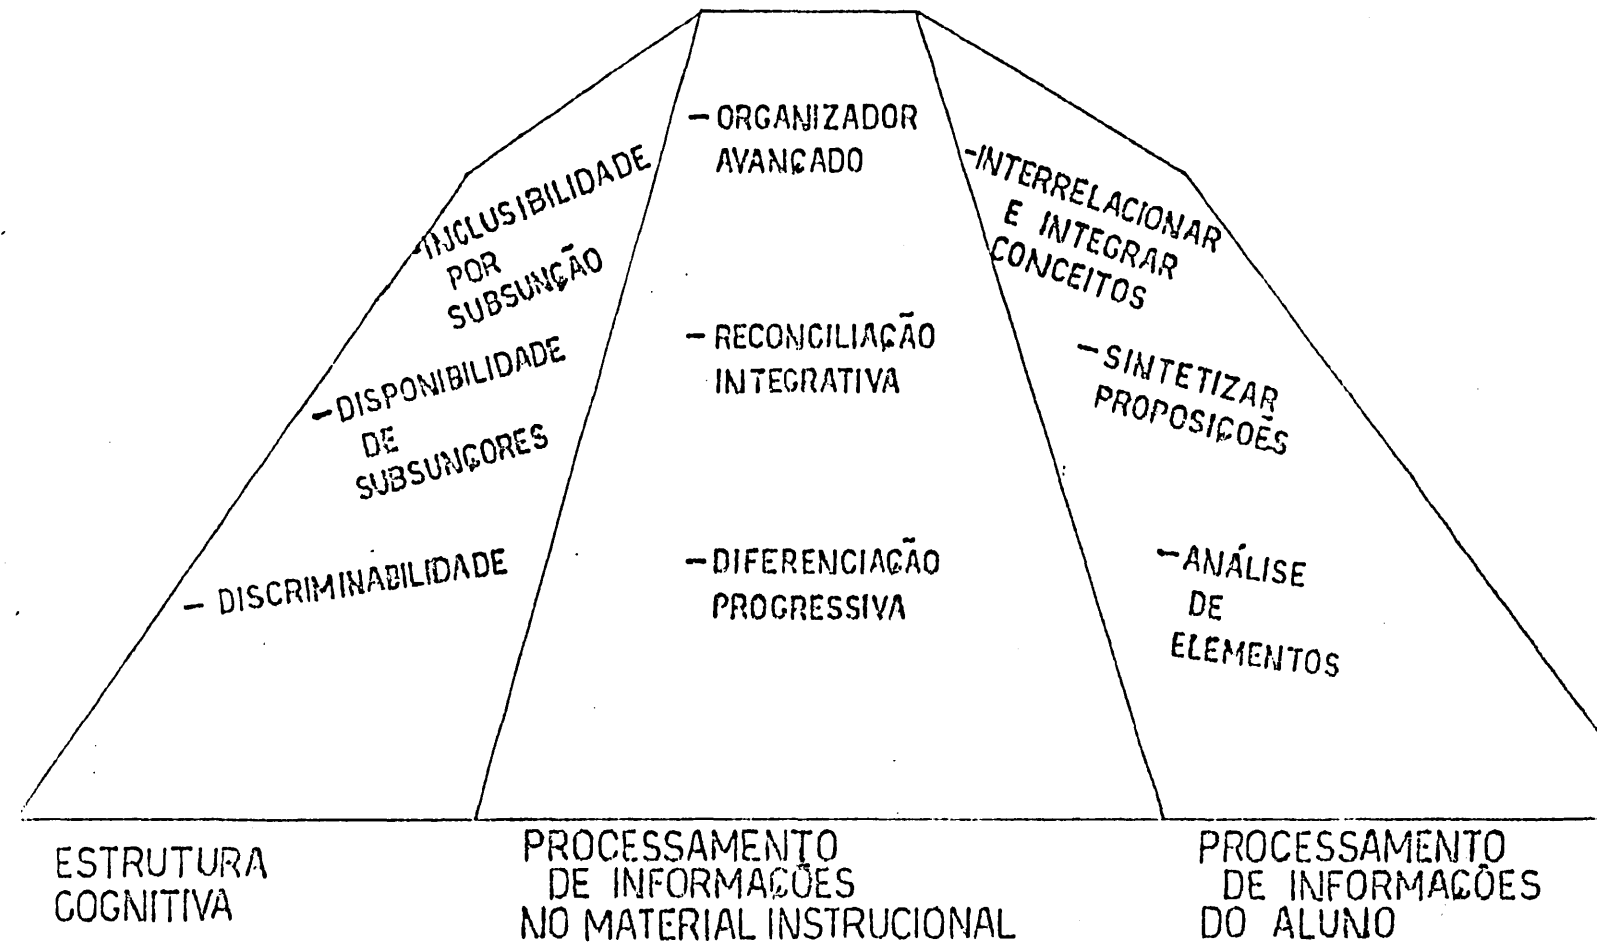 - INCLUSIBILIDADE
POR
SUBSUNÇÃO
- DISPONIBILIDADE
DE
SUBSUNÇORES
- DISCRIMINABILIDADE
- ORGANIZADOR
AVANÇADO
- RECONCILIAÇÃO
INTEGRATIVA
- DIFERENCIAÇÃO
PROGRESSIVA
- INTERRELACIONAR
E INTEGRAR
CONCEITOS
- SINTETIZAR
PROPOSIÇOẼS
- ANÁLISE
DE
ELEMENTOS
ESTRUTURA
COGNITIVA
PROCESSAMENTO
DE INFORMAÇÕES
NO MATERIAL INSTRUCIONAL
PROCESSAMENTO
DE INFORMAÇÕES
DO ALUNO